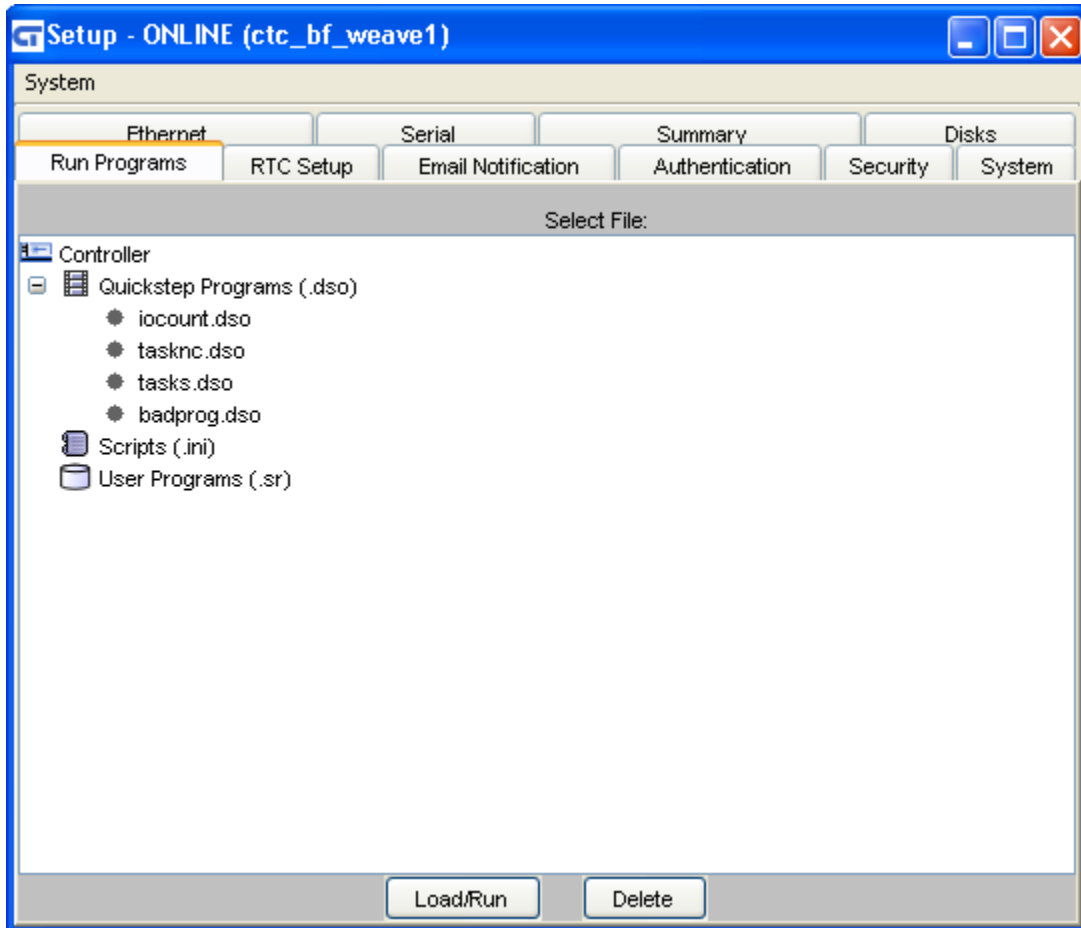 CT Setup - ONLINE (ctc_bf_weave1)
System
Ethernet Serial Summary Disks
Run Programs RTC Setup Email Notification Authentication Security System
Select File:
Controller
Quickstep Programs (.dso)
iocount.dso
tasknc.dso
tasks.dso
badprog.dso
Scripts (.ini)
User Programs (.sr)
Load/Run Delete